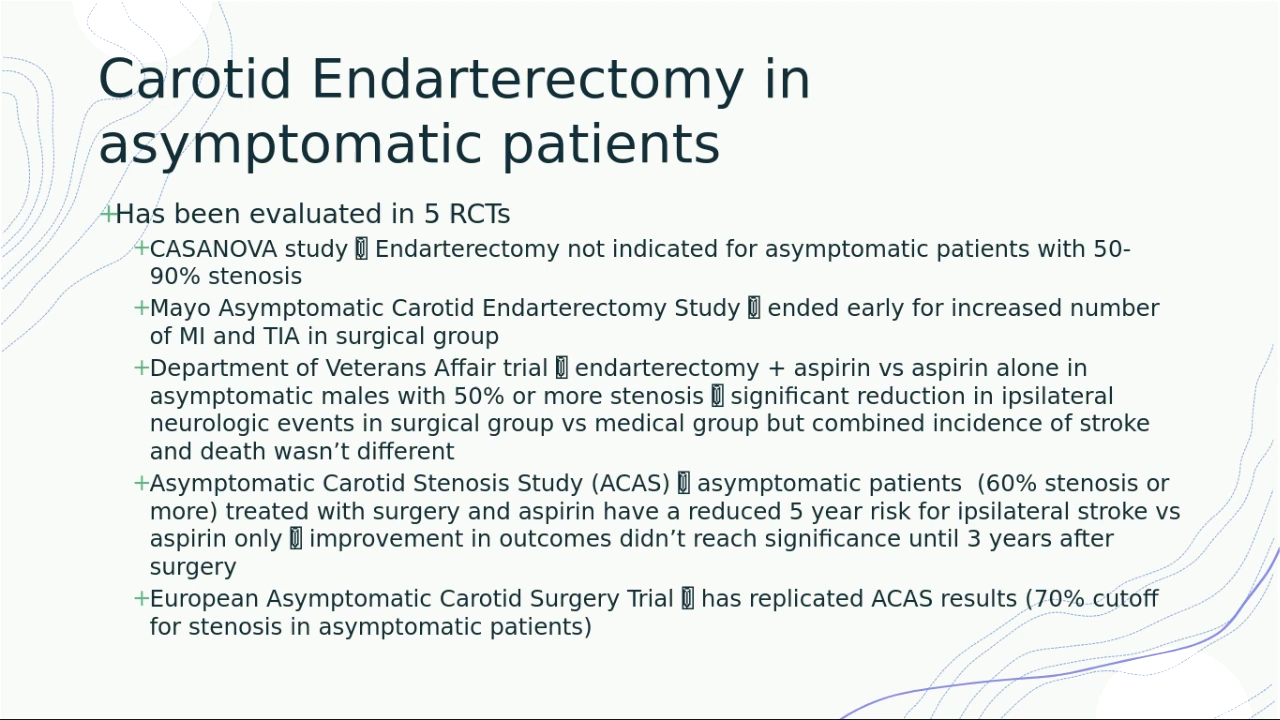 Carotid Endarterectomy in
asymptomatic patients
+Has been evaluated in 5 RCTs
+CASANOVA study  Endarterectomy not indicated for asymptomatic patients with 50-
90% stenosis
+Mayo Asymptomatic Carotid Endarterectomy Study  ended early for increased number
of MI and TIA in surgical group
+Department of Veterans Affair trial  endarterectomy + aspirin vs aspirin alone in
asymptomatic males with 50% or more stenosis  significant reduction in ipsilateral
neurologic events in surgical group vs medical group but combined incidence of stroke
and death wasn’t different
+Asymptomatic Carotid Stenosis Study (ACAS)  asymptomatic patients  (60% stenosis or
more) treated with surgery and aspirin have a reduced 5 year risk for ipsilateral stroke vs
aspirin only  improvement in outcomes didn’t reach significance until 3 years after
surgery
+European Asymptomatic Carotid Surgery Trial  has replicated ACAS results (70% cutoff
for stenosis in asymptomatic patients)